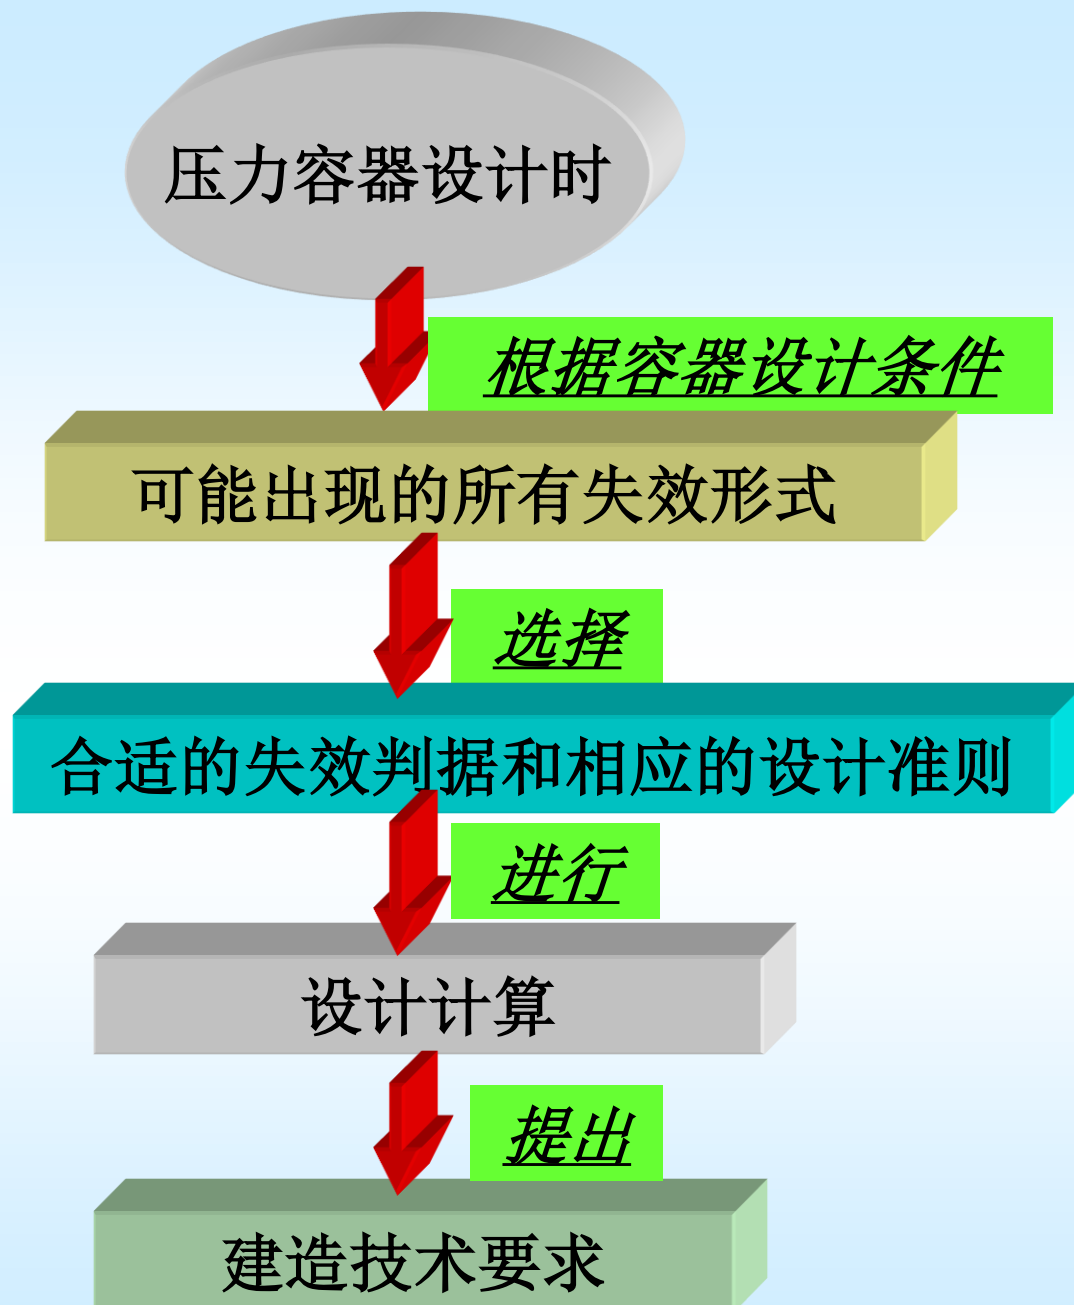 压力容器设计时
根据容器设计条件
可能出现的所有失效形式
选择
合适的失效判据和相应的设计准则
进行
设计计算
提出
建造技术要求